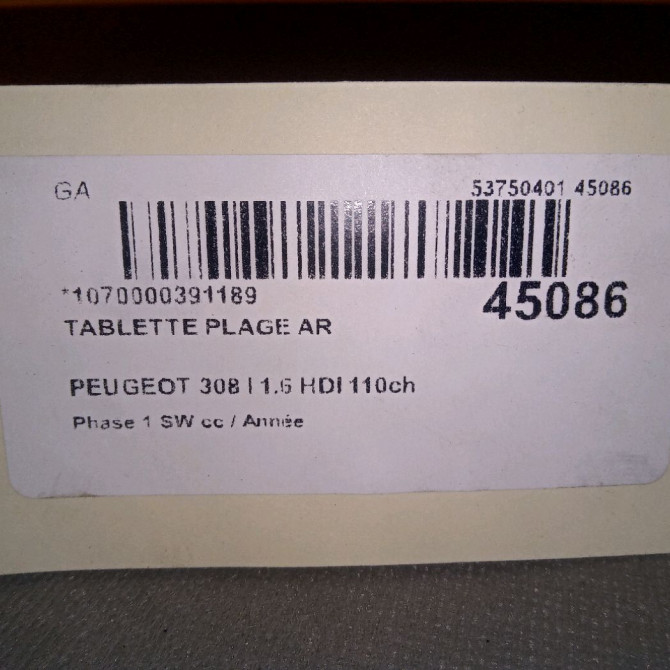 GA 53750401 45086
*1070000391189 45086
TABLETTE PLAGE AR
PEUGEOT 308 I 1.6 HDI 110ch
Phase 1 SW cc / Année